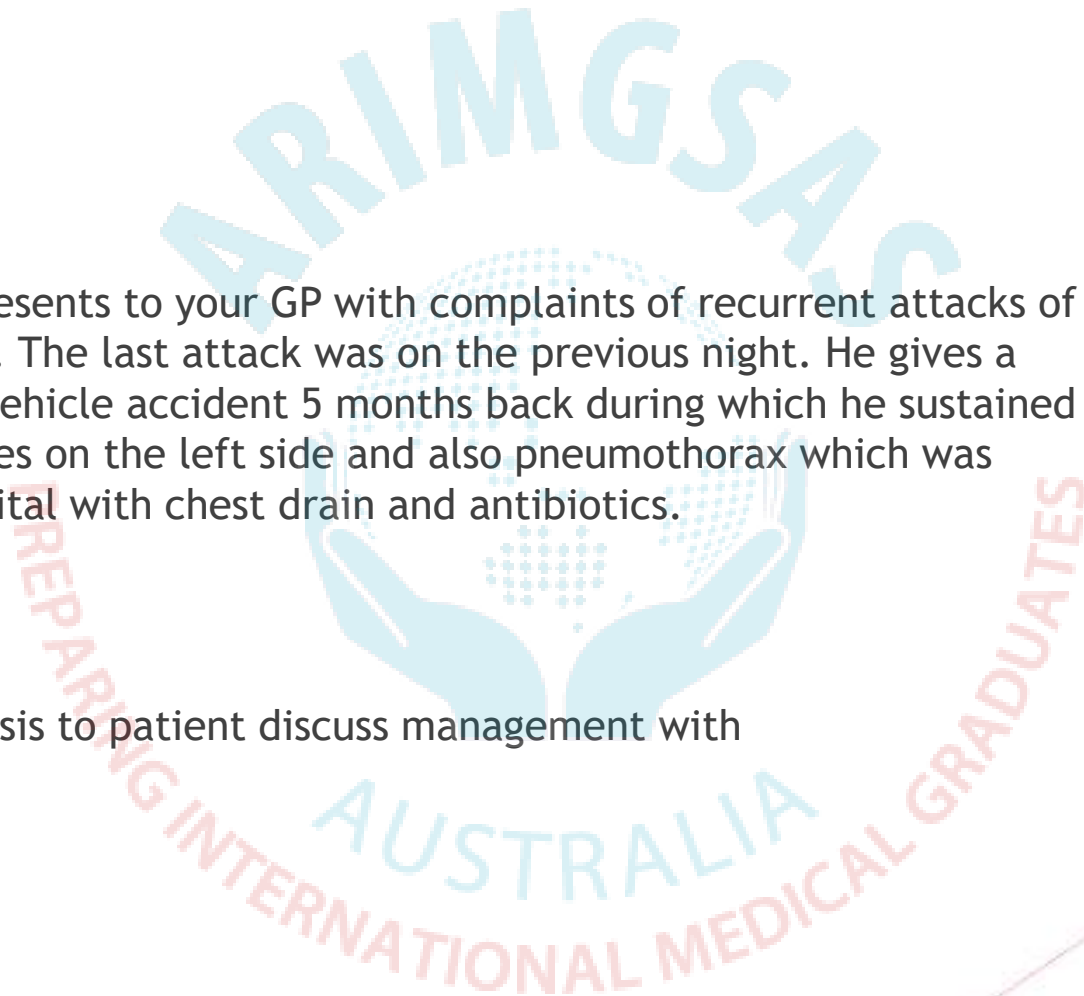 ARIMGSAS
esents to your GP with complaints of recurrent attacks of
. The last attack was on the previous night. He gives a
ehicle accident 5 months back during which he sustained
es on the left side and also pneumothorax which was
ital with chest drain and antibiotics.
sis to patient discuss management with
AUSTRALIA
PREPARING INTERNATIONAL MEDICAL GRADUATES